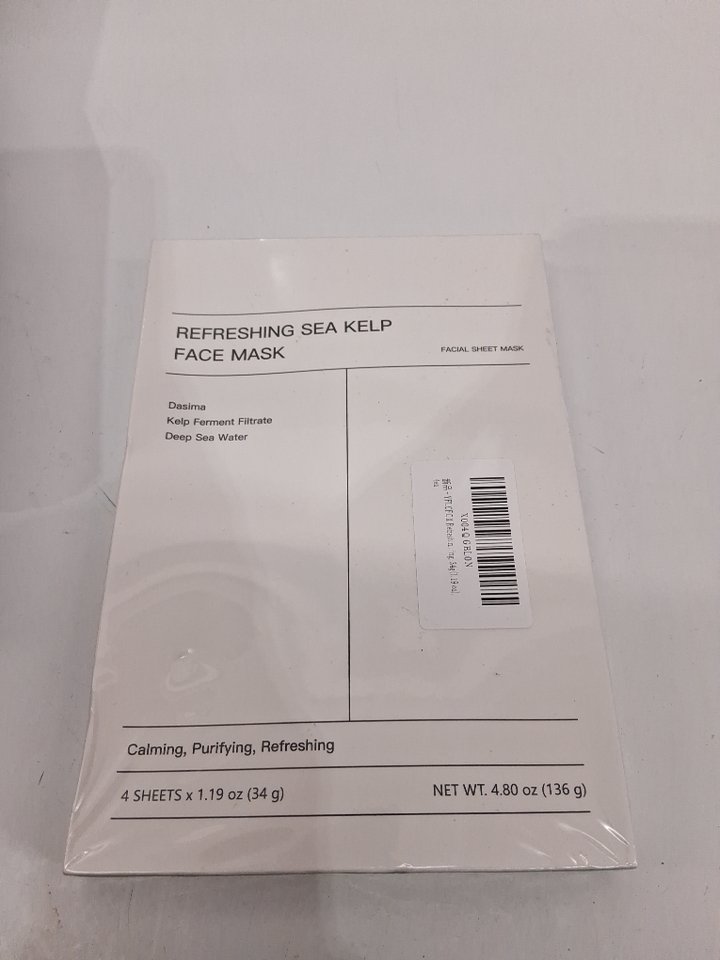 REFRESHING SEA KELP
FACE MASK
FACIAL SHEET MASK
Dasima
Kelp Ferment Filtrate
Deep Sea Water
Calming, Purifying, Refreshing
4 SHEETS x 1.19 oz (34 g)
NET WT. 4.80 oz (136 g)